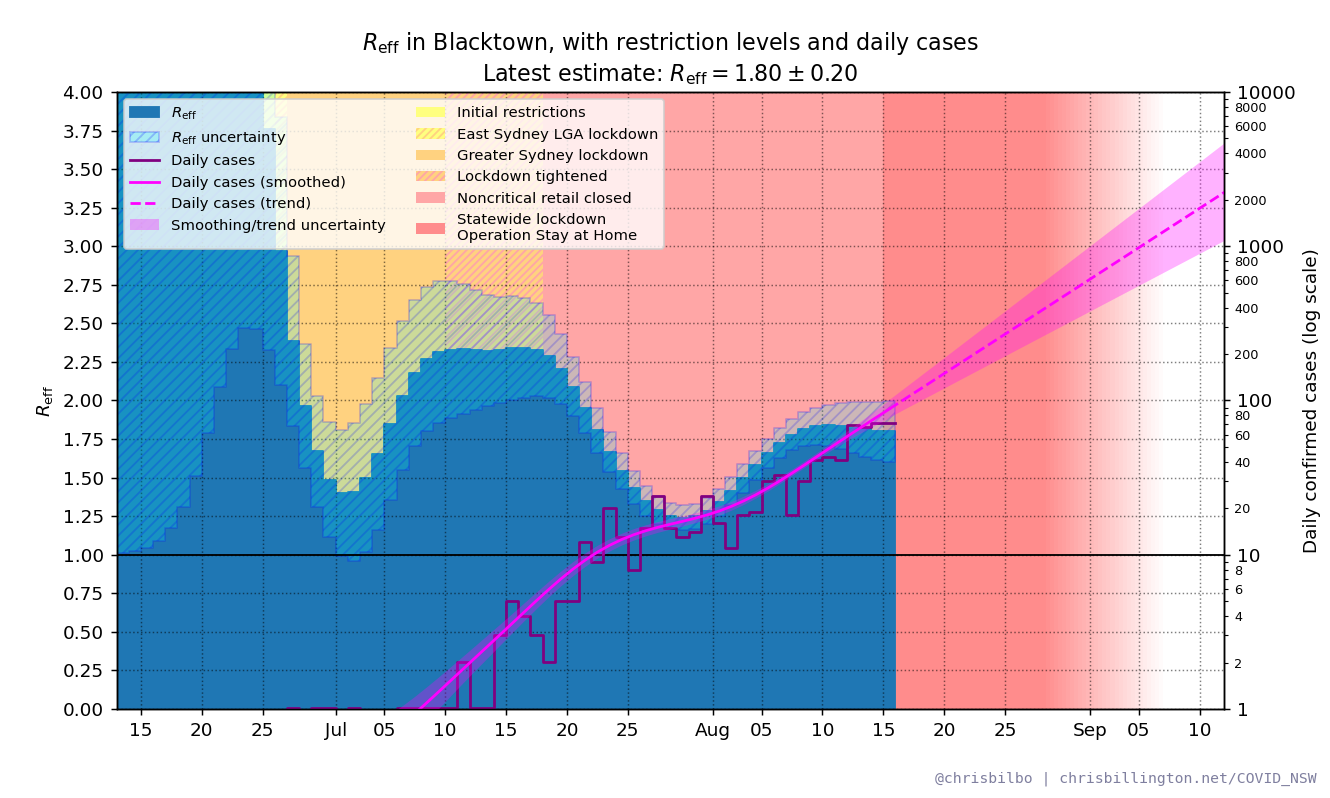 Reff in Blacktown, with restriction levels and daily cases
Latest estimate: Reff = 1.80 ± 0.20
Reff
Reff uncertainty
Daily cases
Daily cases (smoothed)
Daily cases (trend)
Smoothing/trend uncertainty
Initial restrictions
East Sydney LGA lockdown
Greater Sydney lockdown
Lockdown tightened
Noncritical retail closed
Statewide lockdown
Operation Stay at Home
Reff
4.00
3.75
3.50
3.25
3.00
2.75
2.50
2.25
2.00
1.75
1.50
1.25
1.00
0.75
0.50
0.25
0.00
15 20 25 Jul 05 10 15 20 25 Aug 05 10 15 20 25 Sep 05 10
10000
8000
6000
4000
2000
1000
800
600
400
200
100
80
60
40
20
10
8
6
4
2
1
Daily confirmed cases (log scale)
@chrisbilbo | chrisbillington.net/COVID_NSW